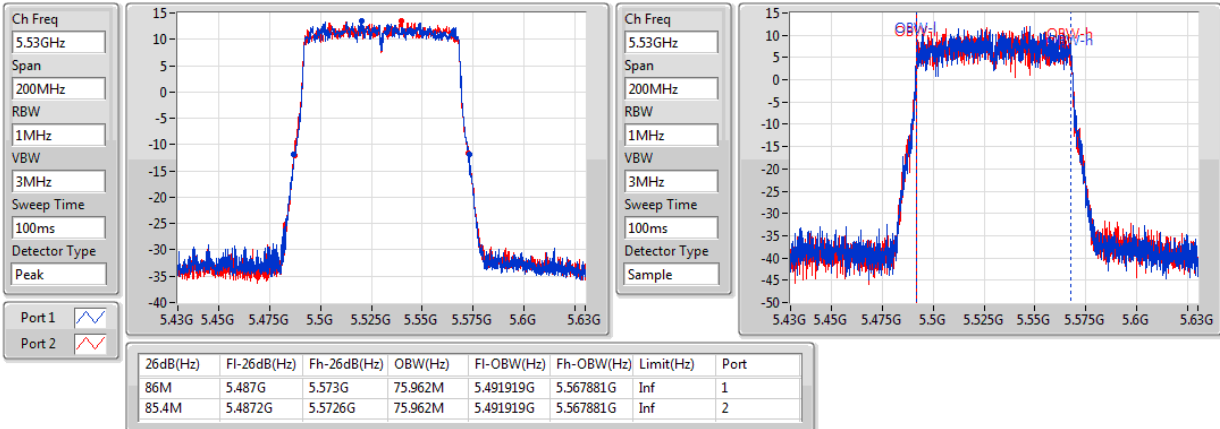 Ch Freq
5.53GHz
Span
200MHz
RBW
1MHz
VBW
3MHz
Sweep Time
100ms
Detector Type
Peak
Port 1
Port 2
15
10
5
0
-5
-10
-15
-20
-25
-30
-35
-40
5.43G 5.45G 5.475G 5.5G 5.525G 5.55G 5.575G 5.6G 5.63G
Ch Freq
5.53GHz
Span
200MHz
RBW
1MHz
VBW
3MHz
Sweep Time
100ms
Detector Type
Sample
15
10
5
0
-5
-10
-15
-20
-25
-30
-35
-40
-45
-50
OBW-l
OBW-l
OBW-h
OBW-h
5.43G 5.45G 5.475G 5.5G 5.525G 5.55G 5.575G 5.6G 5.63G
26dB(Hz) Fl-26dB(Hz) Fh-26dB(Hz) OBW(Hz) Fl-OBW(Hz) Fh-OBW(Hz) Limit(Hz) Port
86M 5.487G 5.573G 75.962M 5.491919G 5.567881G Inf 1
85.4M 5.4872G 5.5726G 75.962M 5.491919G 5.567881G Inf 2